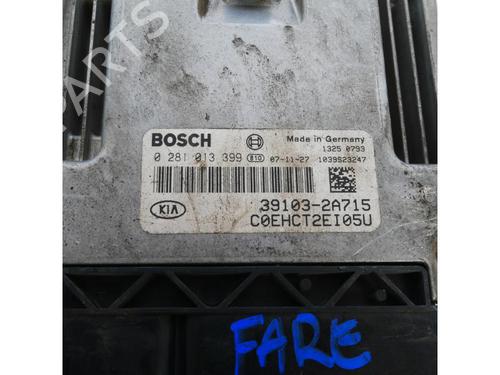 BOSCH
Made in Germany
1325 0793
0 281 013 399 E10 07-11-27 1039S23247
KIA
39103-2A715
C0EHCT2EI05U
FARE